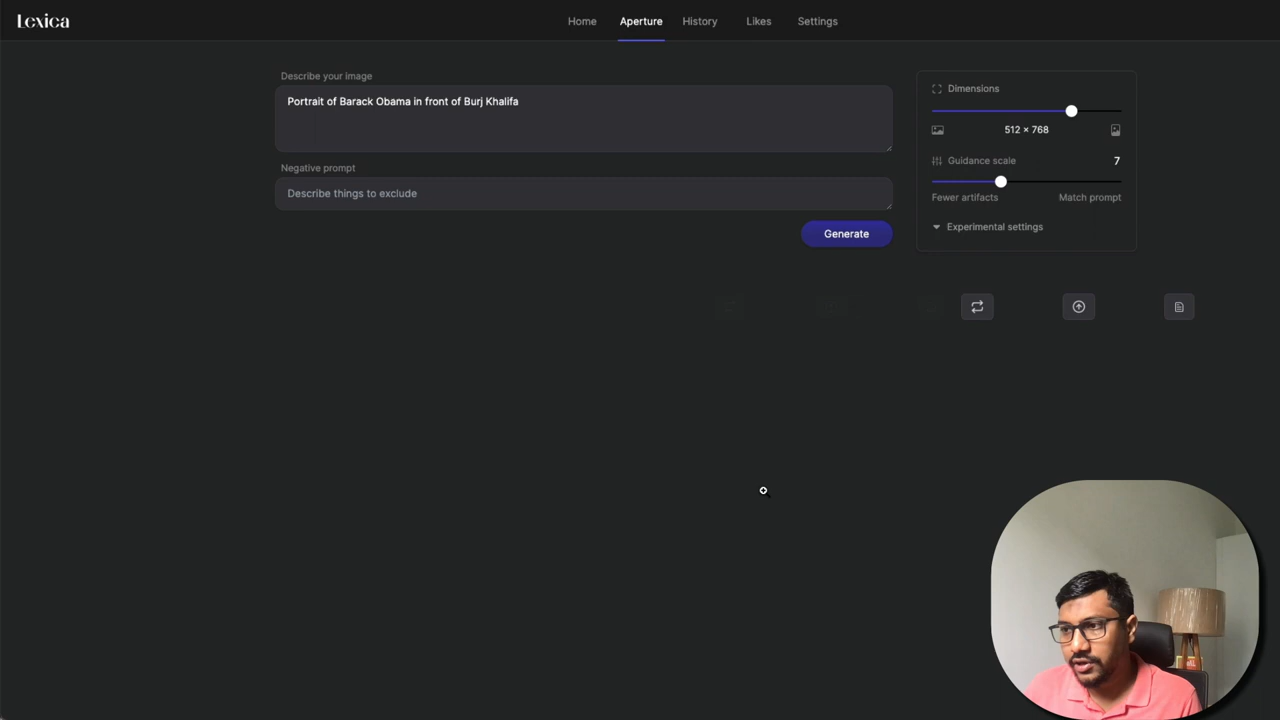 Lexica
Home Aperture History Likes Settings
Describe your image
Portrait of Barack Obama in front of Burj Khalifa
Negative prompt
Describe things to exclude
Generate
Dimensions
512 × 768
Guidance scale 7
Fewer artifacts Match prompt
Experimental settings